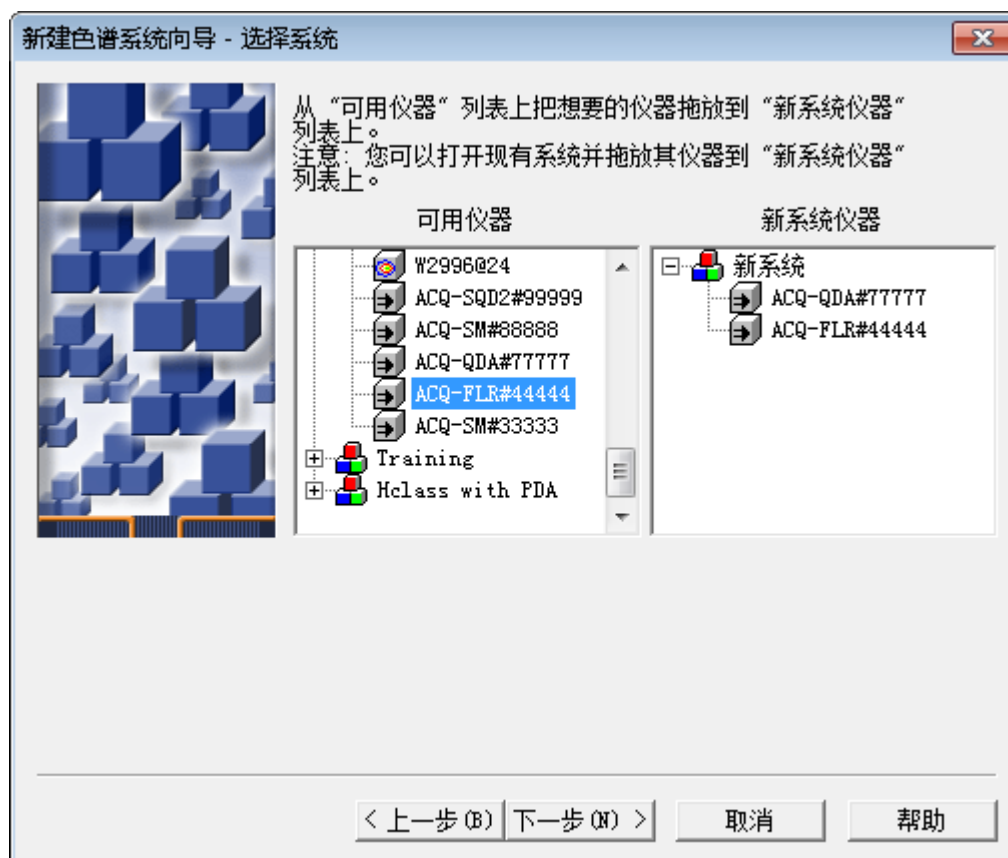 新建色谱系统向导 - 选择系统
从 “可用仪器” 列表上把想要的仪器拖放到 “新系统仪器”
列表上。
注意: 您可以打开现有系统并拖放其仪器到 “新系统仪器”
列表上。
可用仪器
W2996@24
ACQ-SQD2#99999
ACQ-SM#88888
ACQ-QDA#77777
ACQ-FLR#44444
ACQ-SM#33333
Training
Hclass with PDA
新系统仪器
新系统
ACQ-QDA#77777
ACQ-FLR#44444
< 上一步(B)
下一步(N) >
取消
帮助